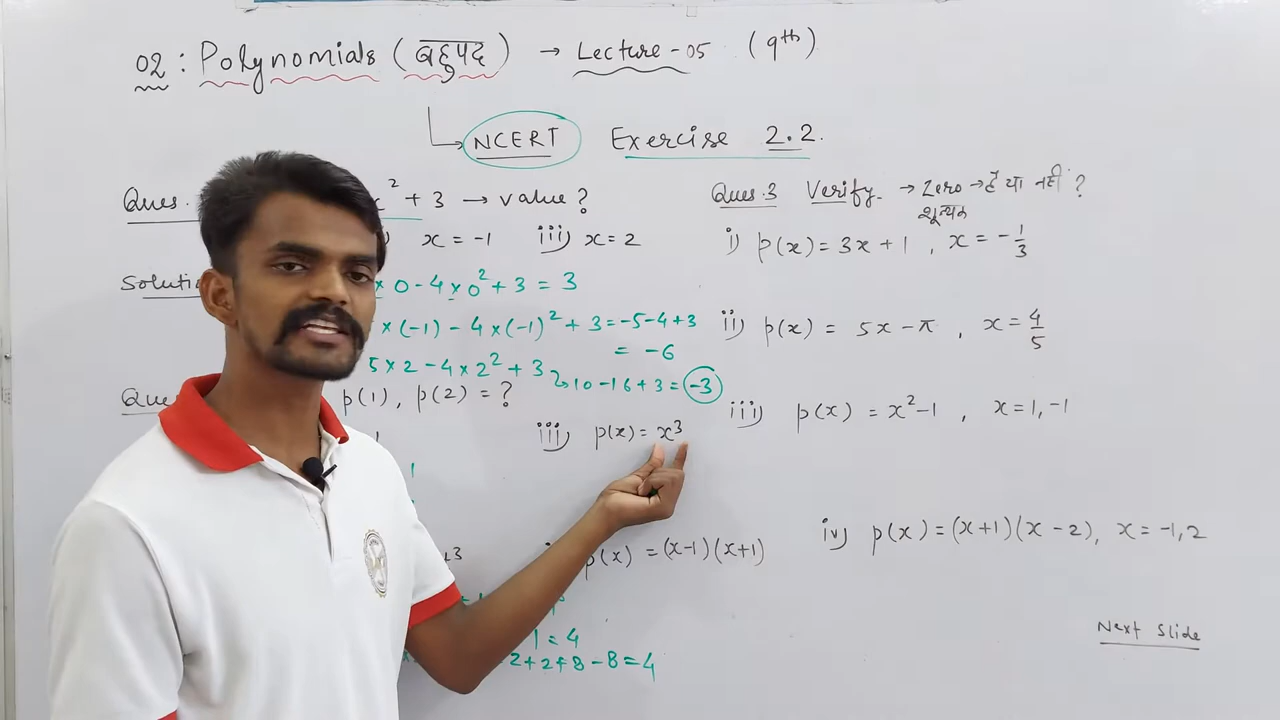 02 : Polynomials ( बहुपद ) → Lecture-05 (9th)
NCERT Exercise 2.2.
Ques. x² + 3 → value?
x = -1 iii) x = 2
Solution
x 0 - 4 x 0² + 3 = 3
x (-1) - 4 x (-1)² + 3 = -5-4+3
= -6
5 x 2 - 4 x 2² + 3
10 -16 + 3 = -3
p(1), p(2) = ?
iii) p(x) = x³
p(x) = (x-1)(x+1)
1 = 4
2+2+8-8=4
Ques.3 Verify. → Zero → है या नहीं ?
शून्यक
i) p(x) = 3x + 1 , x = -1/3
ii) p(x) = 5x - π , x = 4/5
iii) p(x) = x² - 1 , x = 1, -1
iv) p(x) = (x+1)(x-2), x = -1, 2
Next Slide